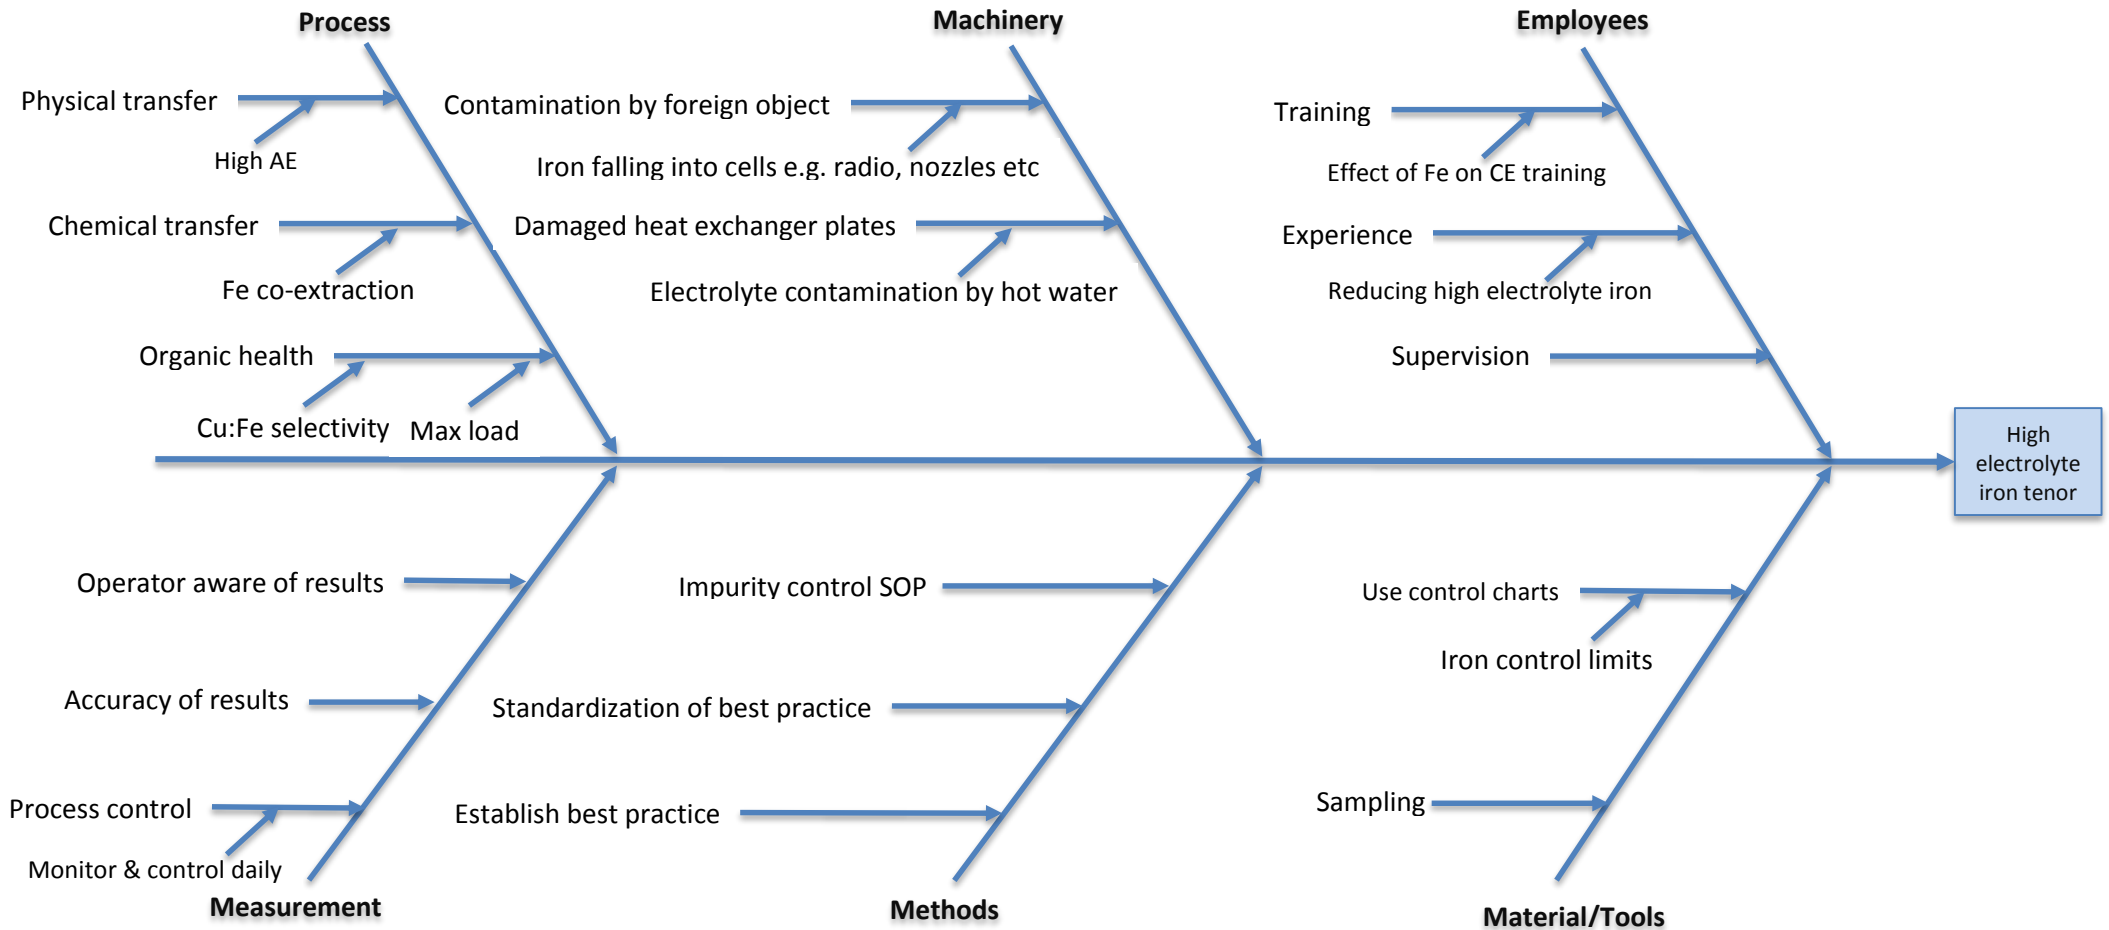 Process
Machinery
Employees
Physical transfer
High AE
Contamination by foreign object
Iron falling into cells e.g. radio, nozzles etc
Training
Effect of Fe on CE training
Chemical transfer
Fe co-extraction
Damaged heat exchanger plates
Electrolyte contamination by hot water
Experience
Reducing high electrolyte iron
Organic health
Cu:Fe selectivity
Max load
Supervision
High
electrolyte
iron tenor
Operator aware of results
Impurity control SOP
Use control charts
Iron control limits
Accuracy of results
Standardization of best practice
Process control
Monitor & control daily
Establish best practice
Sampling
Measurement
Methods
Material/Tools